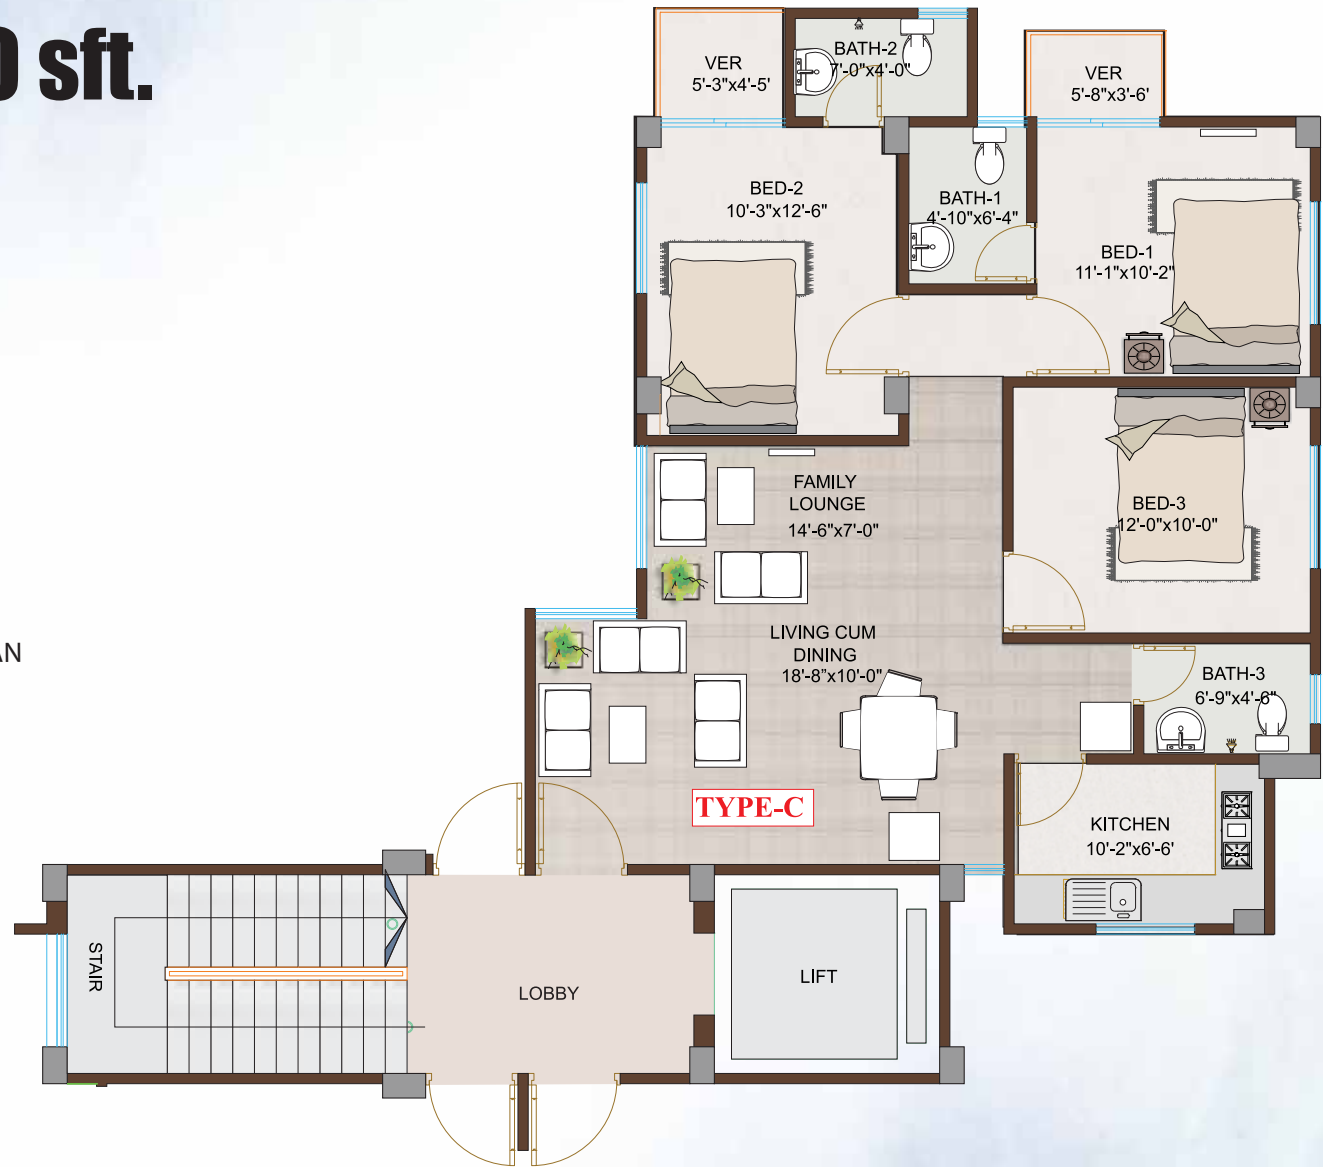 0 sft.
VER
5'-3"x4'-5'
BATH-2
7'-0"x4'-0"
VER
5'-8"x3'-6'
BED-2
10'-3"x12'-6"
BATH-1
4'-10"x6'-4"
BED-1
11'-1"x10'-2"
FAMILY
LOUNGE
14'-6"x7'-0"
BED-3
12'-0"x10'-0"
AN
LIVING CUM
DINING
18'-8"x10'-0"
BATH-3
6'-9"x4'-6"
TYPE-C
KITCHEN
10'-2"x6'-6'
STAIR
LOBBY
LIFT